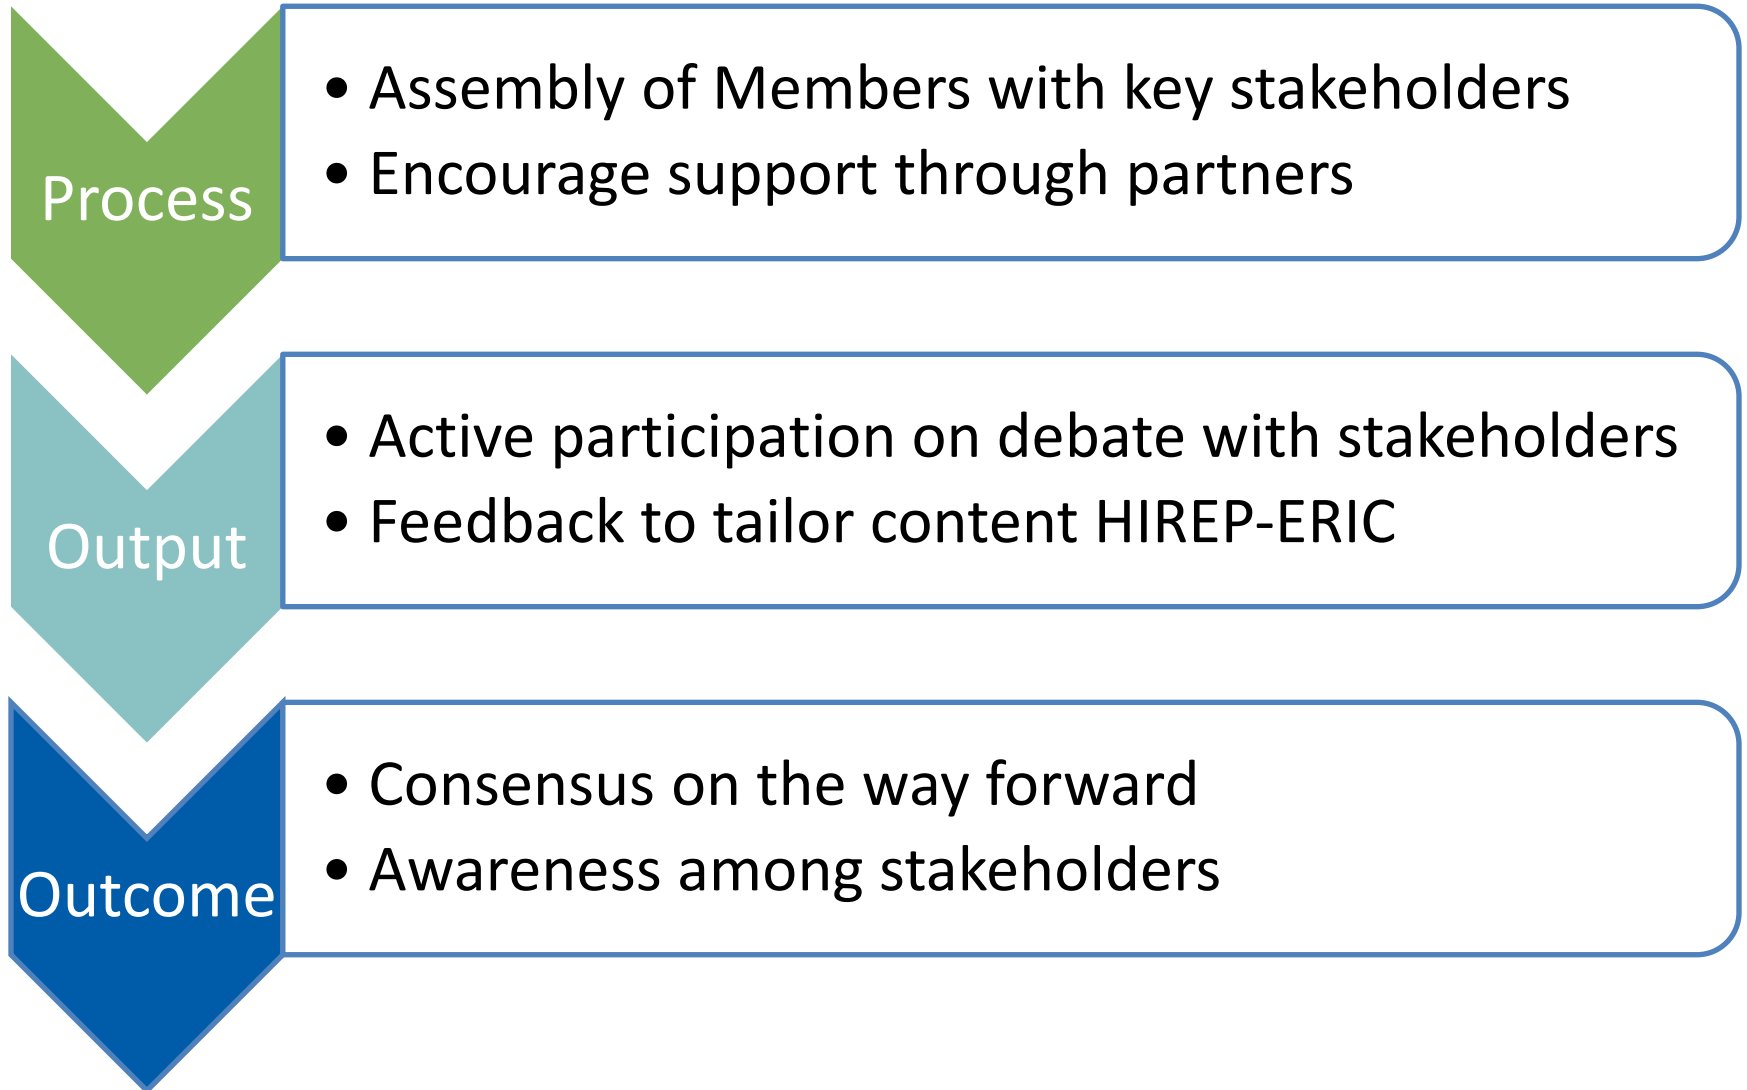 Process
• Assembly of Members with key stakeholders
• Encourage support through partners
Output
• Active participation on debate with stakeholders
• Feedback to tailor content HIREP-ERIC
Outcome
• Consensus on the way forward
• Awareness among stakeholders